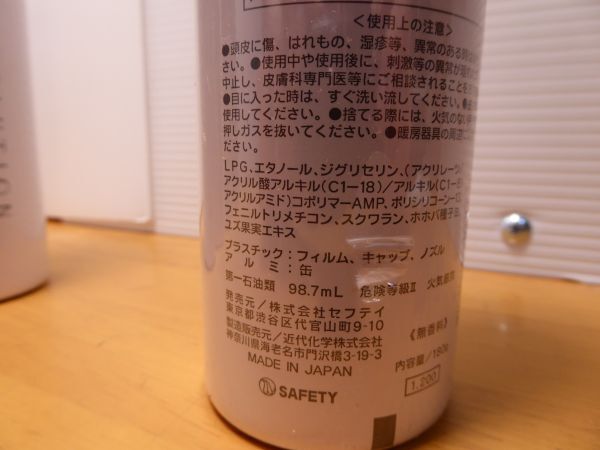 <使用上の注意>
●頭皮に傷、はれもの、湿疹等、異常のある時は
●使用中や使用後に、刺激等の異常が
中止し、皮膚科専門医等にご相談されることを
●目に入った時は、すぐ洗い流してください。●
使用してください。●捨てる際には、火気のない
押しガスを抜いてください。●暖房器具の周辺に
ださい。
LPG、エタノール、ジグリセリン、(アクリレーツ/
アクリル酸アルキル(C1-18)/アルキル(C1-8)
アクリルアミド)コポリマーAMP、ポリシリコーン-
フェニルトリメチコン、スクワラン、ホホバ種子
ユズ果実エキス
プラスチック:フィルム、キャップ、ノズル
アルミ:缶
第一石油類 98.7mL 危険等級Ⅱ 火気厳禁
発売元/株式会社セフティ
東京都渋谷区代官山町9-10
製造販売元/近代化学株式会社
神奈川県海老名市門沢橋3-19-3
MADE IN JAPAN
《無香料》
内容量/180g
1,200
SAFETY